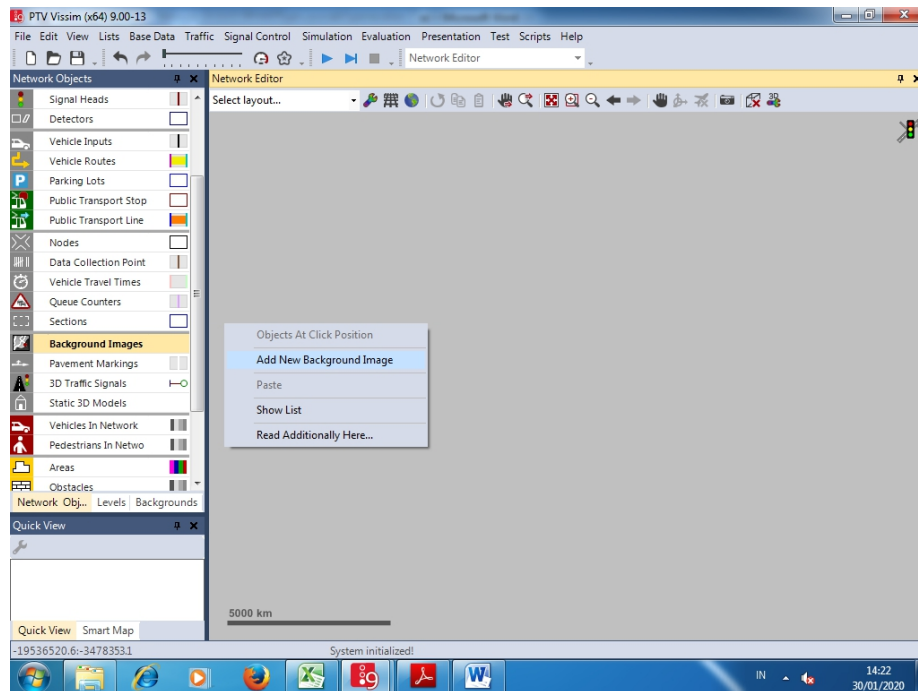 PTV Vissim (x64) 9.00-13
File Edit View Lists Base Data Traffic Signal Control Simulation Evaluation Presentation Test Scripts Help
Network Editor
Network Objects
Network Editor
Select layout...
Signal Heads
Detectors
Vehicle Inputs
Vehicle Routes
Parking Lots
Public Transport Stop
Public Transport Line
Nodes
Data Collection Point
Vehicle Travel Times
Queue Counters
Sections
Background Images
Pavement Markings
3D Traffic Signals
Static 3D Models
Vehicles In Network
Pedestrians In Netwo
Areas
Obstacles
Objects At Click Position
Add New Background Image
Paste
Show List
Read Additionally Here...
Network Obj... Levels Backgrounds
Quick View
5000 km
Quick View Smart Map
-19536520.6:-3478353.1 System initialized!
IN 14:22
30/01/2020